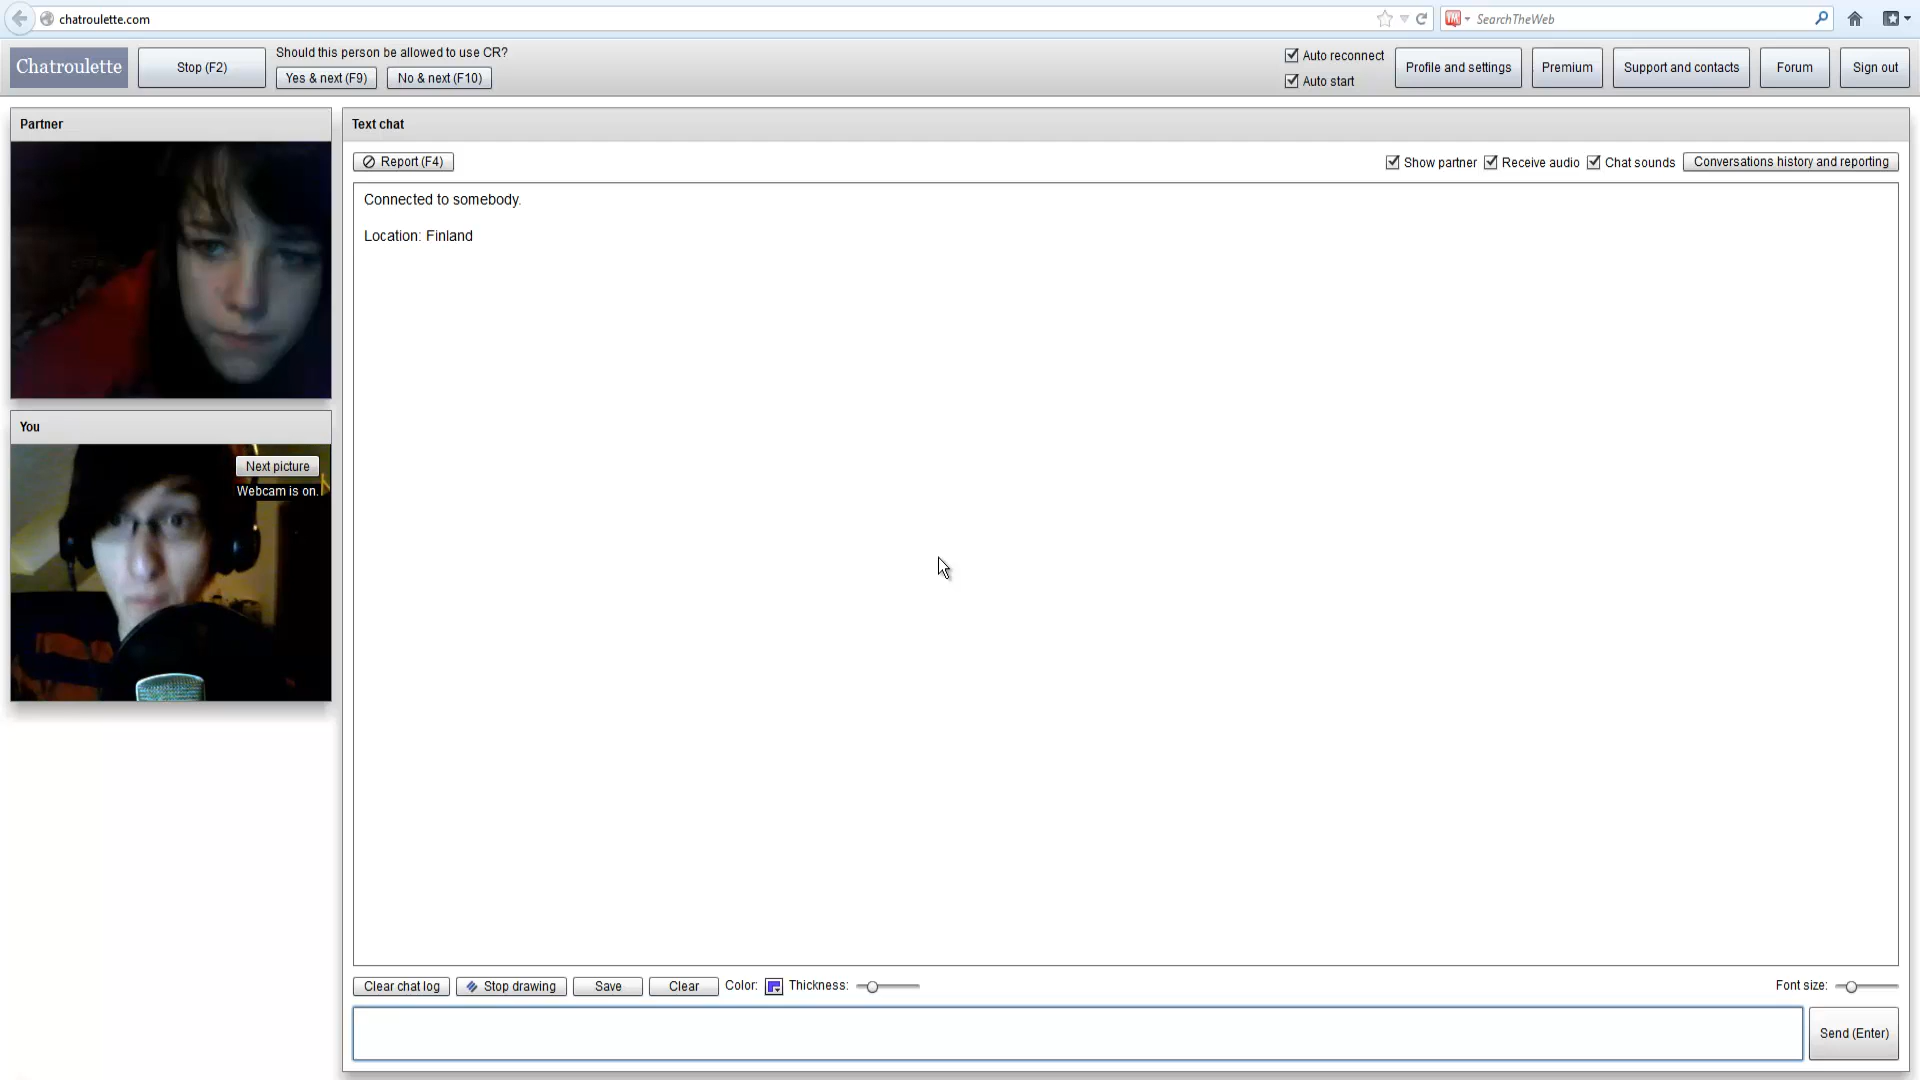 chatroulette.com
SearchTheWeb
Chatroulette
Stop (F2)
Should this person be allowed to use CR?
Yes & next (F9)
No & next (F10)
Auto reconnect
Auto start
Profile and settings
Premium
Support and contacts
Forum
Sign out
Partner
Text chat
Report (F4)
Show partner
Receive audio
Chat sounds
Conversations history and reporting
Connected to somebody.
Location: Finland
You
Next picture
Webcam is on.
Clear chat log
Stop drawing
Save
Clear
Color:
Thickness:
Font size:
Send (Enter)